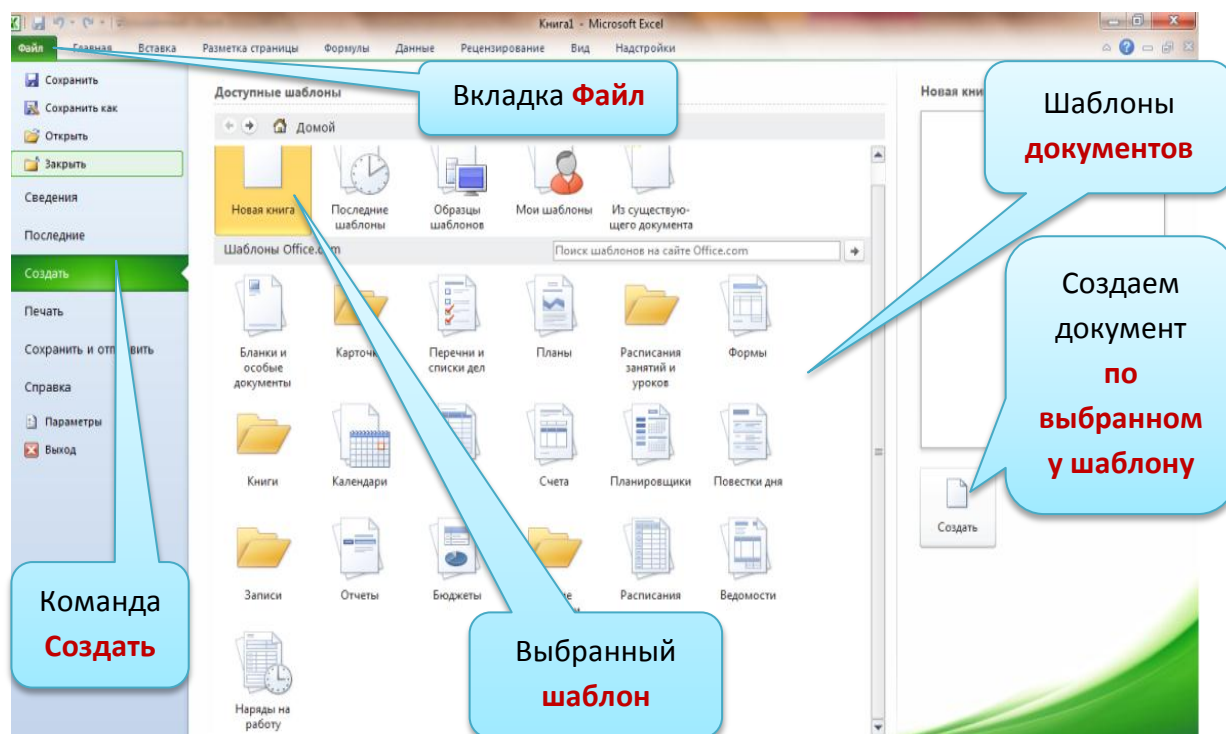 Книга1 - Microsoft Excel
Файл Главная Вставка Разметка страницы Формулы Данные Рецензирование Вид Надстройки
Вкладка Файл
Шаблоны
документов
Сохранить
Сохранить как
Открыть
Закрыть
Сведения
Последние
Создать
Печать
Сохранить и отправить
Справка
Параметры
Выход
Доступные шаблоны
Домой
Новая книга
Последние
шаблоны
Образцы
шаблонов
Мои шаблоны
Из существую-
щего документа
Шаблоны Office.com
Поиск шаблонов на сайте Office.com
Бланки и
особые
документы
Карточки
Перечни и
списки дел
Планы
Расписания
занятий и
уроков
Формы
Книги
Календари
Счета
Планировщики
Повестки дня
Записи
Отчеты
Бюджеты
Расписания
Ведомости
Наряды на
работу
Новая
Создаем
документ
по
выбранном
у шаблону
Создать
Команда
Создать
Выбранный
шаблон